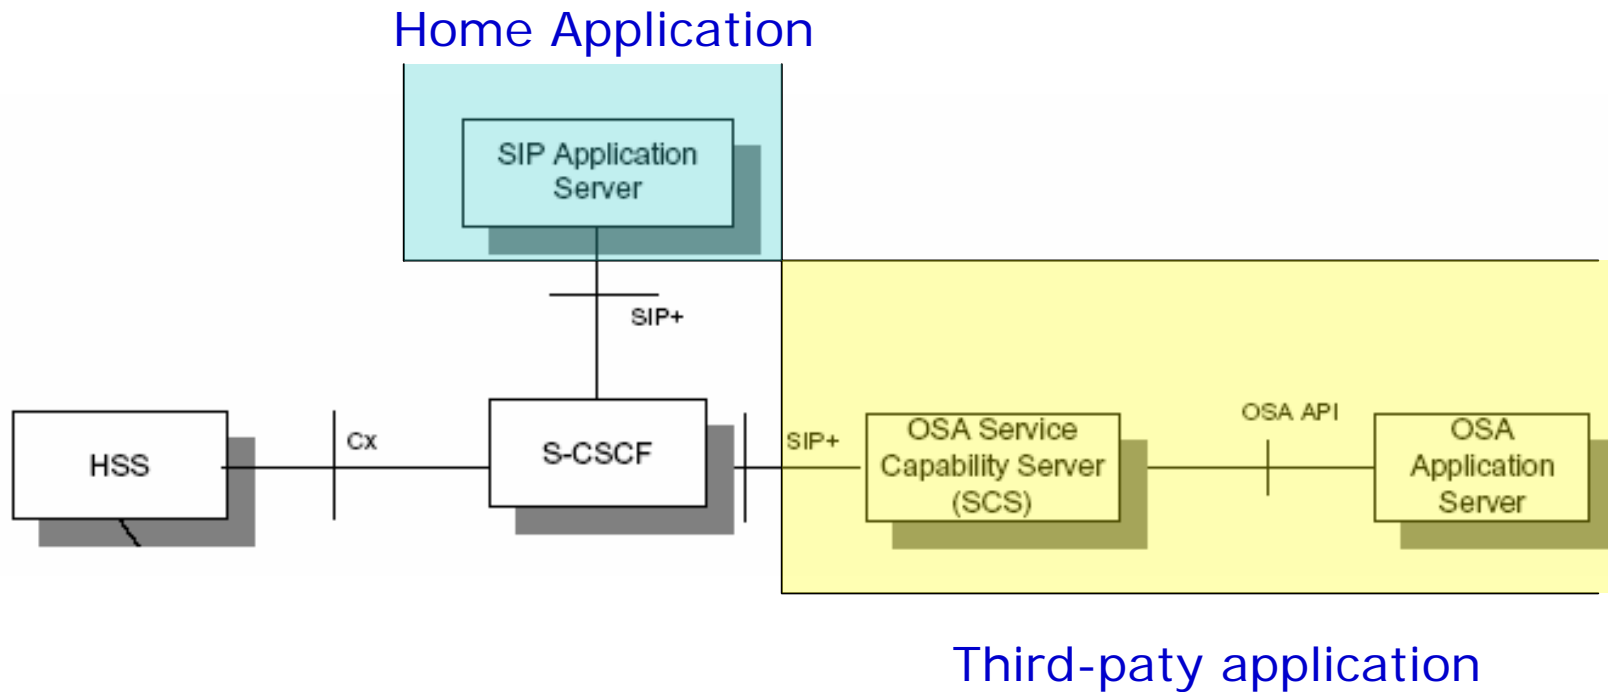 Home Application
SIP Application
Server
SIP+
HSS
Cx
S-CSCF
SIP+
OSA Service
Capability Server
(SCS)
OSA API
OSA
Application
Server
Third-paty application